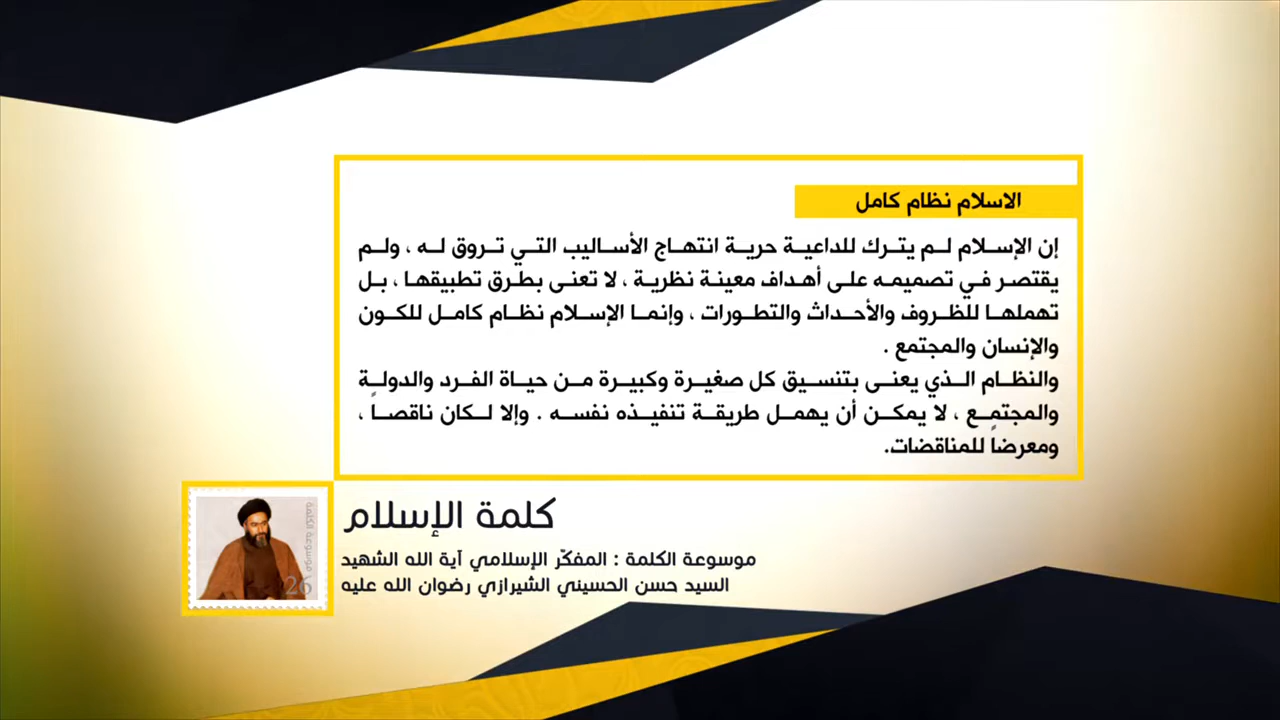 الاسلام نظام كامل
إن الإسلام لم يترك للداعية حرية انتهاج الأساليب التي تروق له ، ولم
يقتصر في تصميمه على أهداف معينة نظرية ، لا تعنى بطرق تطبيقها ، بل
تهملها للظروف والأحداث والتطورات ، وإنما الإسلام نظام كامل للكون
والإنسان والمجتمع .
والنظام الذي يعنى بتنسيق كل صغيرة وكبيرة من حياة الفرد والدولة
والمجتمع ، لا يمكن أن يهمل طريقة تنفيذه نفسه . وإلا لكان ناقصاً ،
ومعرضاً للمناقضات.
كلمة الإسلام
موسوعة الكلمة : المفكّر الإسلامي آية الله الشهيد
السيد حسن الحسيني الشيرازي رضوان الله عليه
موسوعة الكلمة
26